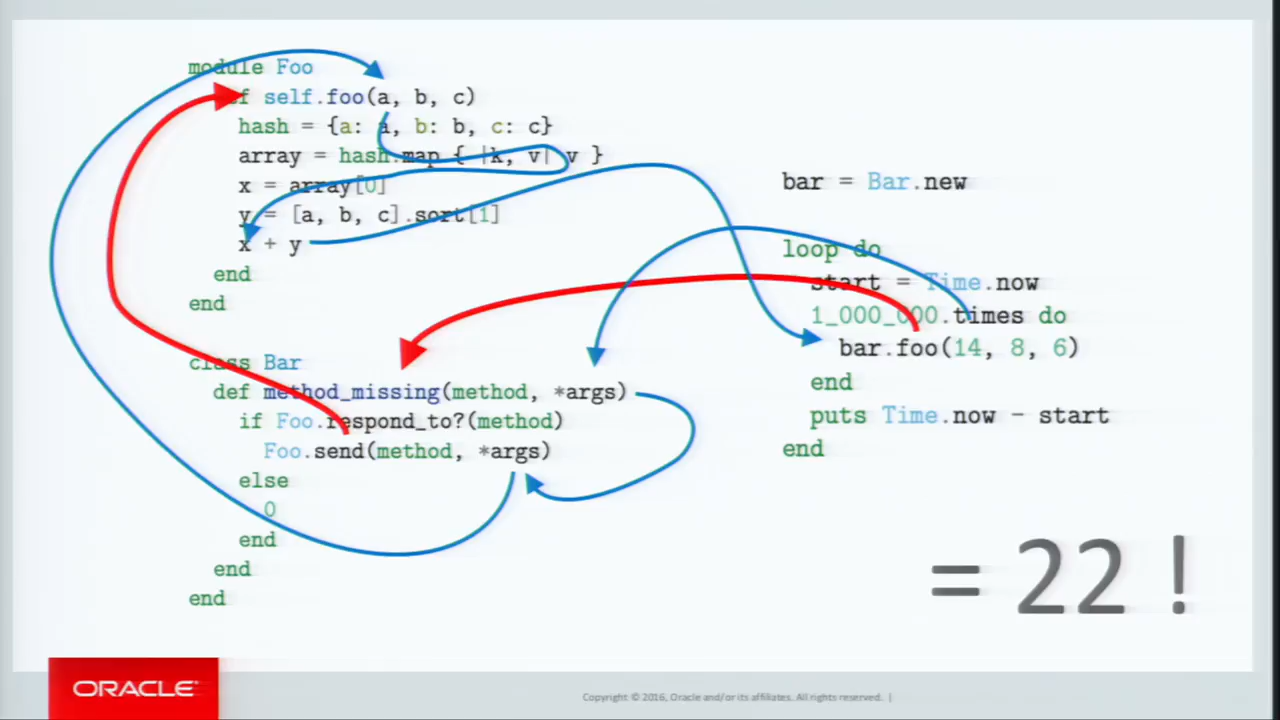 module Foo
def self.foo(a, b, c)
hash = {a: a, b: b, c: c}
array = hash.map { |k, v| v }
x = array[0]
y = [a, b, c].sort[1]
x + y
end
end
class Bar
def method_missing(method, *args)
if Foo.respond_to?(method)
Foo.send(method, *args)
else
0
end
end
end
bar = Bar.new
loop do
start = Time.now
1_000_000.times do
bar.foo(14, 8, 6)
end
puts Time.now - start
end
= 22 !
ORACLE
Copyright © 2016, Oracle and/or its affiliates. All rights reserved. |